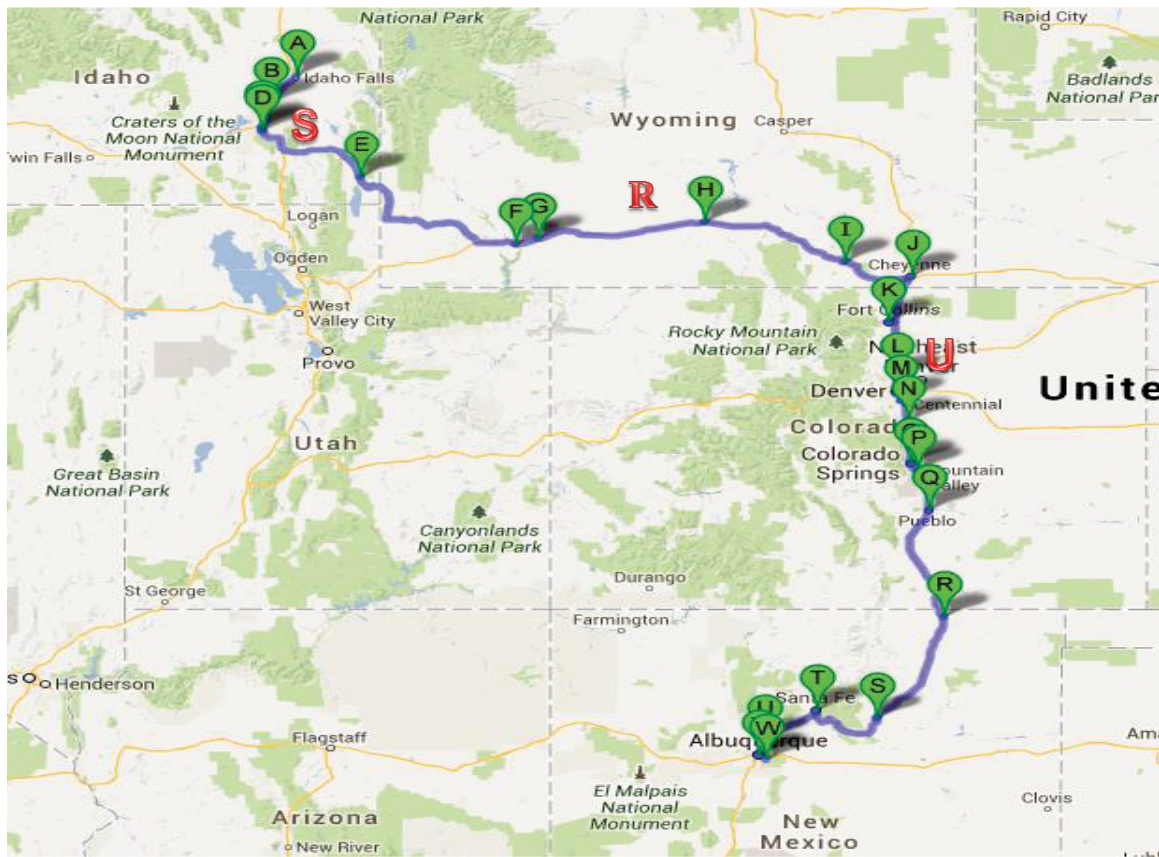 National Park
Rapid City
Idaho
A
Idaho Falls
B
D
S
Badlands
National Par
Craters of the
Moon National
Monument
Wyoming
Casper
win Falls
E
R
H
Logan
F
G
I
J
Cheyenne
Ogden
K
Fort Collins
West
Valley City
Rocky Mountain
National Park
L
U
M
Provo
Denver
N
Centennial
Unite
Utah
Colorad
P
Great Basin
National Park
Colorado
Springs
Q
Canyonlands
National Park
Pueblo
Durango
R
St George
Farmington
T
S
Santa Fe
s
Henderson
U
W
Flagstaff
Albuquerque
Ama
El Malpais
National
Monument
Clovis
Arizona
New
Mexico
New River